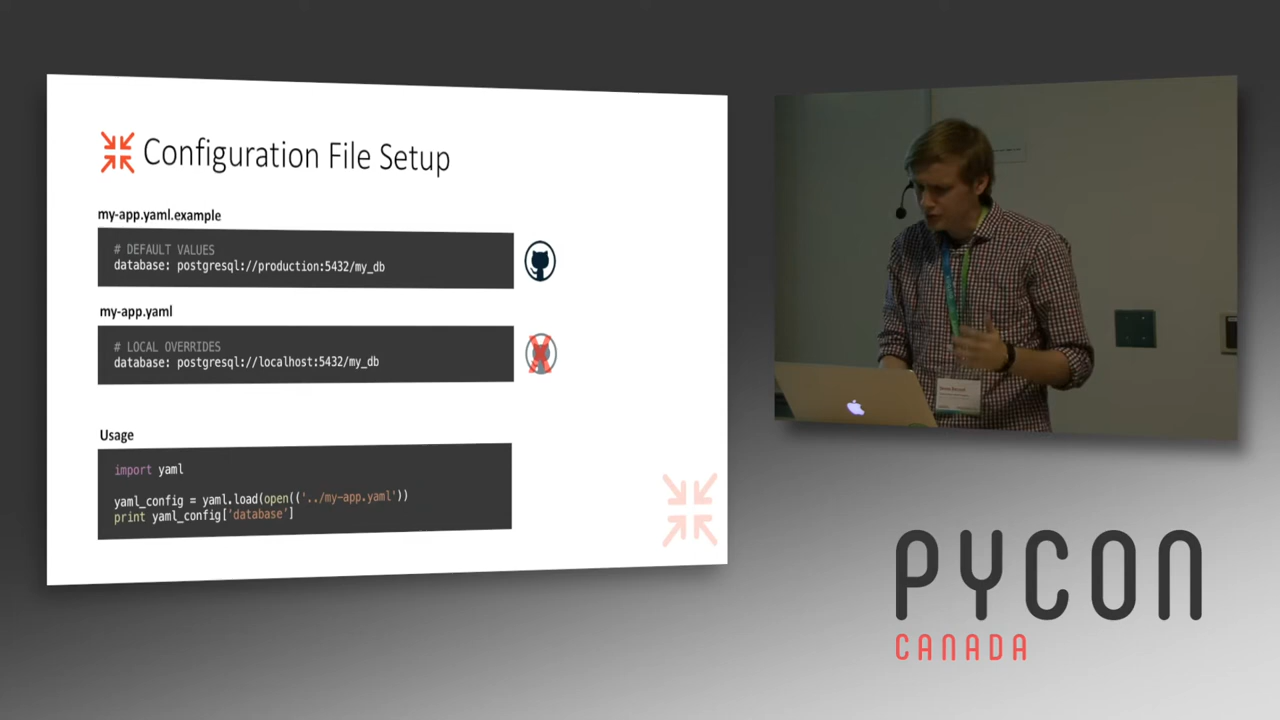 Configuration File Setup
my-app.yaml.example
# DEFAULT VALUES
database: postgresql://production:5432/my_db
my-app.yaml
# LOCAL OVERRIDES
database: postgresql://localhost:5432/my_db
Usage
import yaml
yaml_config = yaml.load(open(('../my-app.yaml'))
print yaml_config['database']
PYCON
CANADA